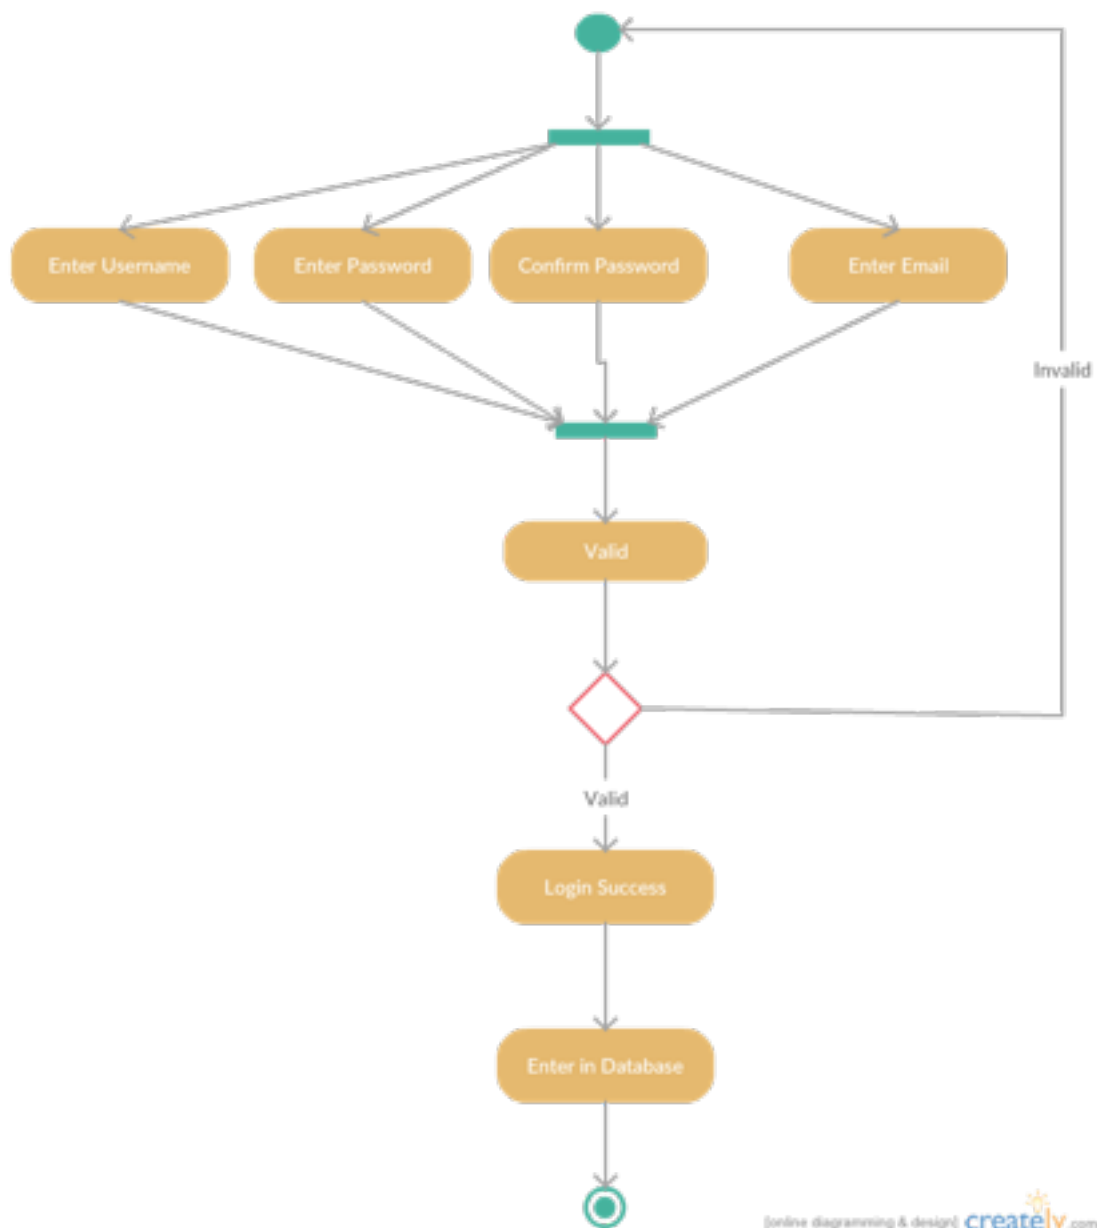 Enter Username
Enter Password
Confirm Password
Enter Email
Invalid
Valid
Valid
Login Success
Enter in Database
[online diagramming & design] creately.com